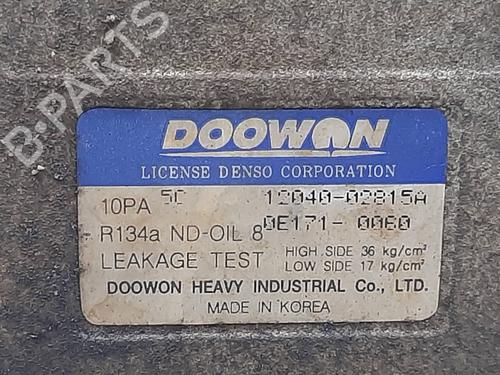 B-PARTS
DOOWON
LICENSE DENSO CORPORATION
10PA 5C 12040-02815A
R134a ND-OIL 8 0E171-0060
LEAKAGE TEST HIGH SIDE 36 kg/cm²
LOW SIDE 17 kg/cm²
DOOWON HEAVY INDUSTRIAL Co., LTD.
MADE IN KOREA